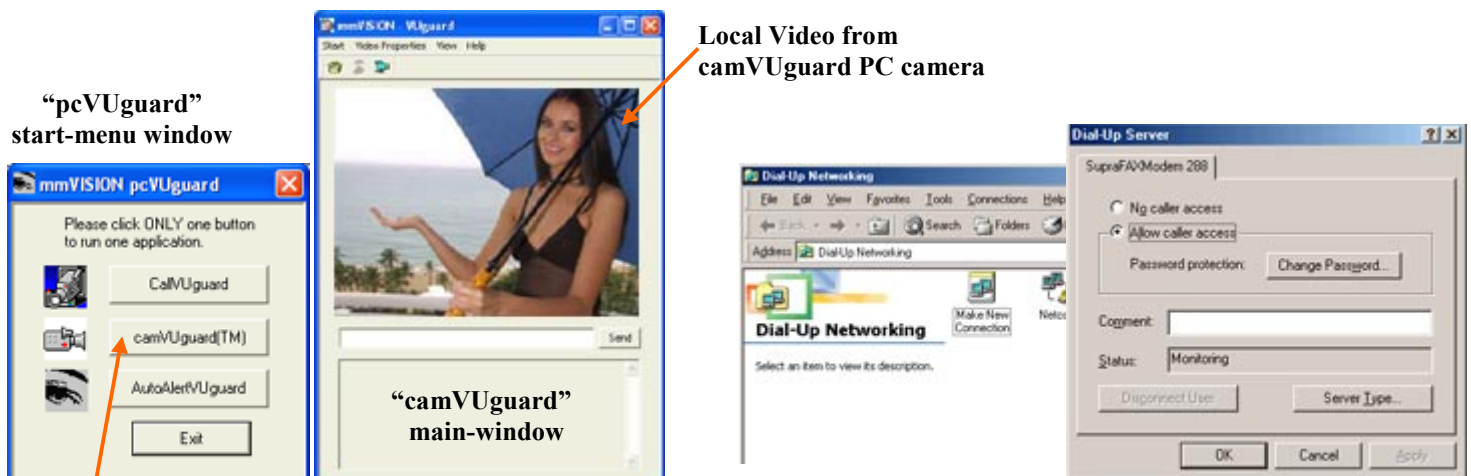 “pcVUguard”
start-menu window
mmVISION pcVUguard
Please click ONLY one button
to run one application.
CallVUguard
camVUguard(TM)
AutoAlertVUguard
Exit
mmVISION - VUguard
Start Video Properties View Help
Send
“camVUguard”
main-window
Local Video from
camVUguard PC camera
Dial-Up Networking
File Edit View Favorites Tools Connections Help
Back Search Folders
Address Dial-Up Networking
Dial-Up Networking
Select an item to view its description.
Make New
Connection
Dial-Up Server
SupraFAXModem 288
No caller access
Allow caller access
Password protection: Change Password...
Comment:
Status: Monitoring
Disconnect User Server Type...
OK Cancel Apply